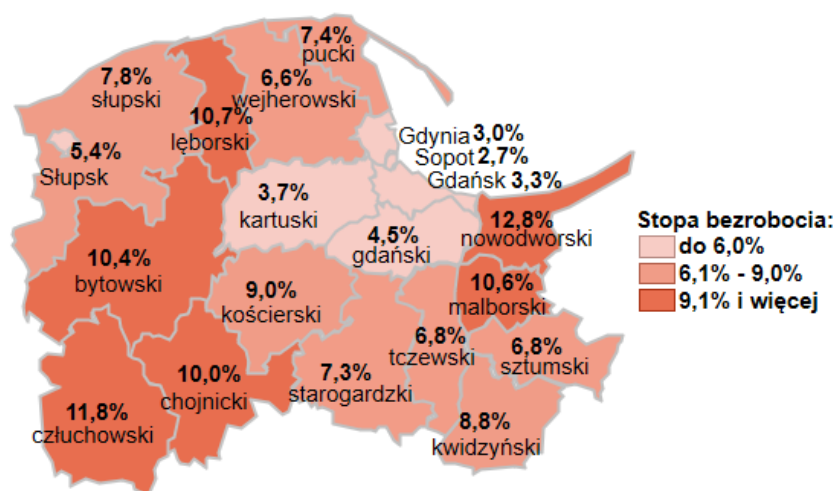 7,4%
pucki
7,8%
słupski
6,6%
wejherowski
10,7%
lęborski
Gdynia 3,0%
Sopot 2,7%
Gdańsk 3,3%
5,4%
Słupsk
3,7%
kartuski
4,5%
gdański
12,8%
nowodworski
Stopa bezrobocia:
do 6,0%
6,1% - 9,0%
9,1% i więcej
10,4%
bytowski
9,0%
kościerski
10,6%
malborski
6,8%
tczewski
6,8%
sztumski
10,0%
chojnicki
7,3%
starogardzki
11,8%
człuchowski
8,8%
kwidzyński